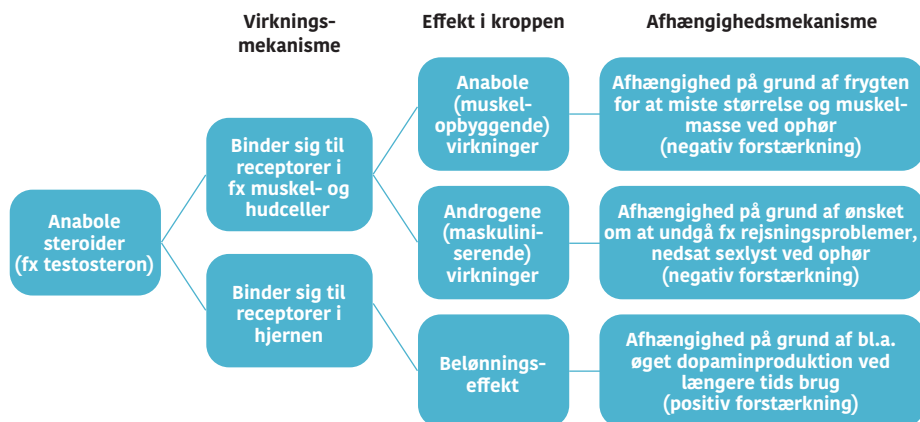 Virknings-
mekanisme
Effekt i kroppen
Afhængighedsmekanisme
Anabole
steroider
(fx testosteron)
Binder sig til
receptorer i
fx muskel- og
hudceller
Binder sig til
receptorer i
hjernen
Anabole
(muskel-
opbyggende)
virkninger
Androgene
(maskulini-
serende)
virkninger
Belønnings-
effekt
Afhængighed på grund af frygten
for at miste størrelse og muskel-
masse ved ophør
(negativ forstærkning)
Afhængighed på grund af ønsket
om at undgå fx rejsningsproblemer,
nedsat sexlyst ved ophør
(negativ forstærkning)
Afhængighed på grund af bl.a.
øget dopaminproduktion ved
længere tids brug
(positiv forstærkning)